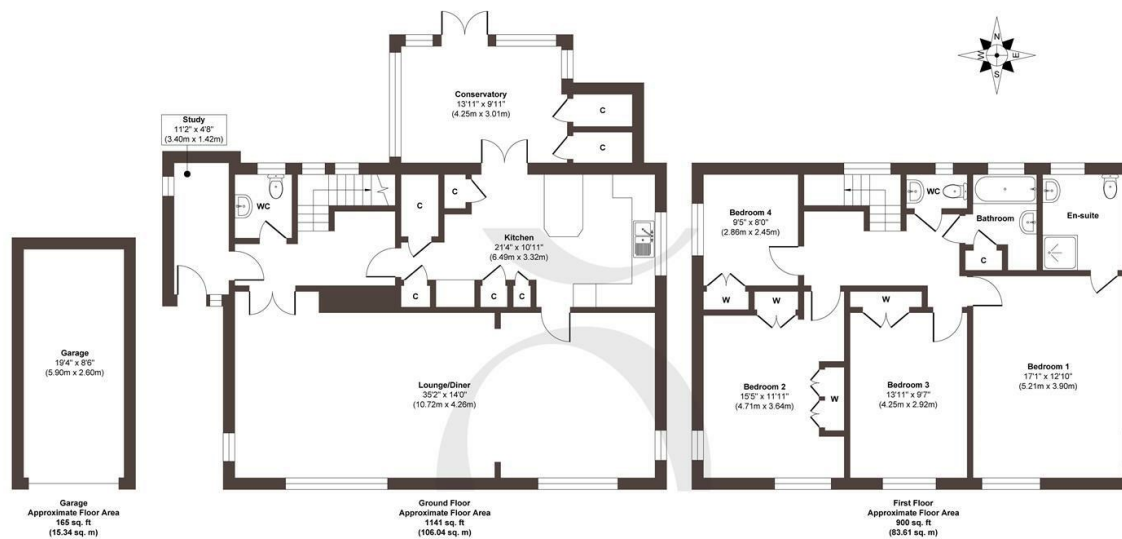 N
W
E
S
Conservatory
13'11" x 9'11"
(4.25m x 3.01m)
C
C
Study
11'2" x 4'8"
(3.40m x 1.42m)
WC
C
C
Kitchen
21'4" x 10'11"
(6.49m x 3.32m)
C
C
C
Lounge/Diner
35'2" x 14'0"
(10.72m x 4.26m)
Garage
19'4" x 8'6"
(5.90m x 2.60m)
Bedroom 4
9'5" x 8'0"
(2.86m x 2.45m)
WC
Bathroom
C
En-suite
W
W
W
W
Bedroom 2
15'5" x 11'11"
(4.71m x 3.64m)
Bedroom 3
13'11" x 9'7"
(4.25m x 2.92m)
Bedroom 1
17'1" x 12'10"
(5.21m x 3.90m)
Garage
Approximate Floor Area
165 sq. ft
(15.34 sq. m)
Ground Floor
Approximate Floor Area
1141 sq. ft
(106.04 sq. m)
First Floor
Approximate Floor Area
900 sq. ft
(83.61 sq. m)